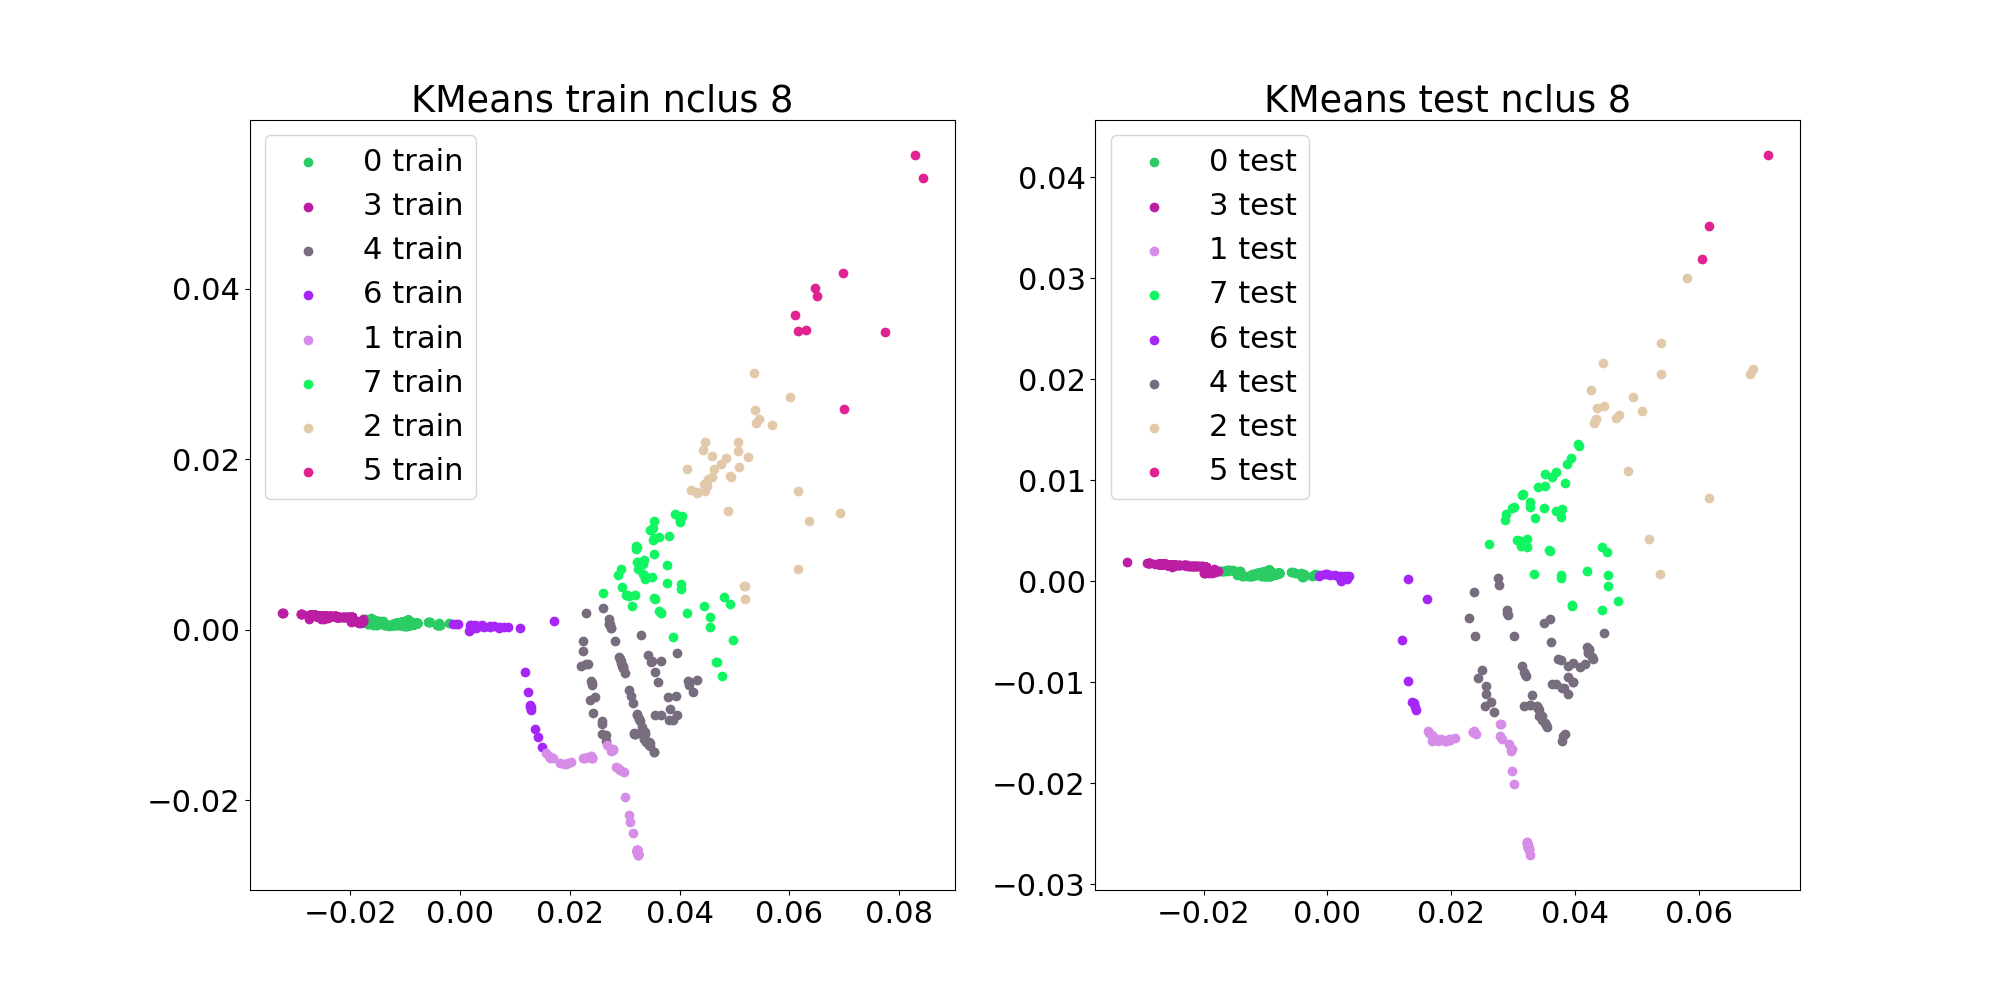 KMeans train nclus 8
0 train
3 train
4 train
6 train
1 train
7 train
2 train
5 train
0.04
0.02
0.00
−0.02
−0.02 0.00 0.02 0.04 0.06 0.08
KMeans test nclus 8
0 test
3 test
1 test
7 test
6 test
4 test
2 test
5 test
0.04
0.03
0.02
0.01
0.00
−0.01
−0.02
−0.03
−0.02 0.00 0.02 0.04 0.06